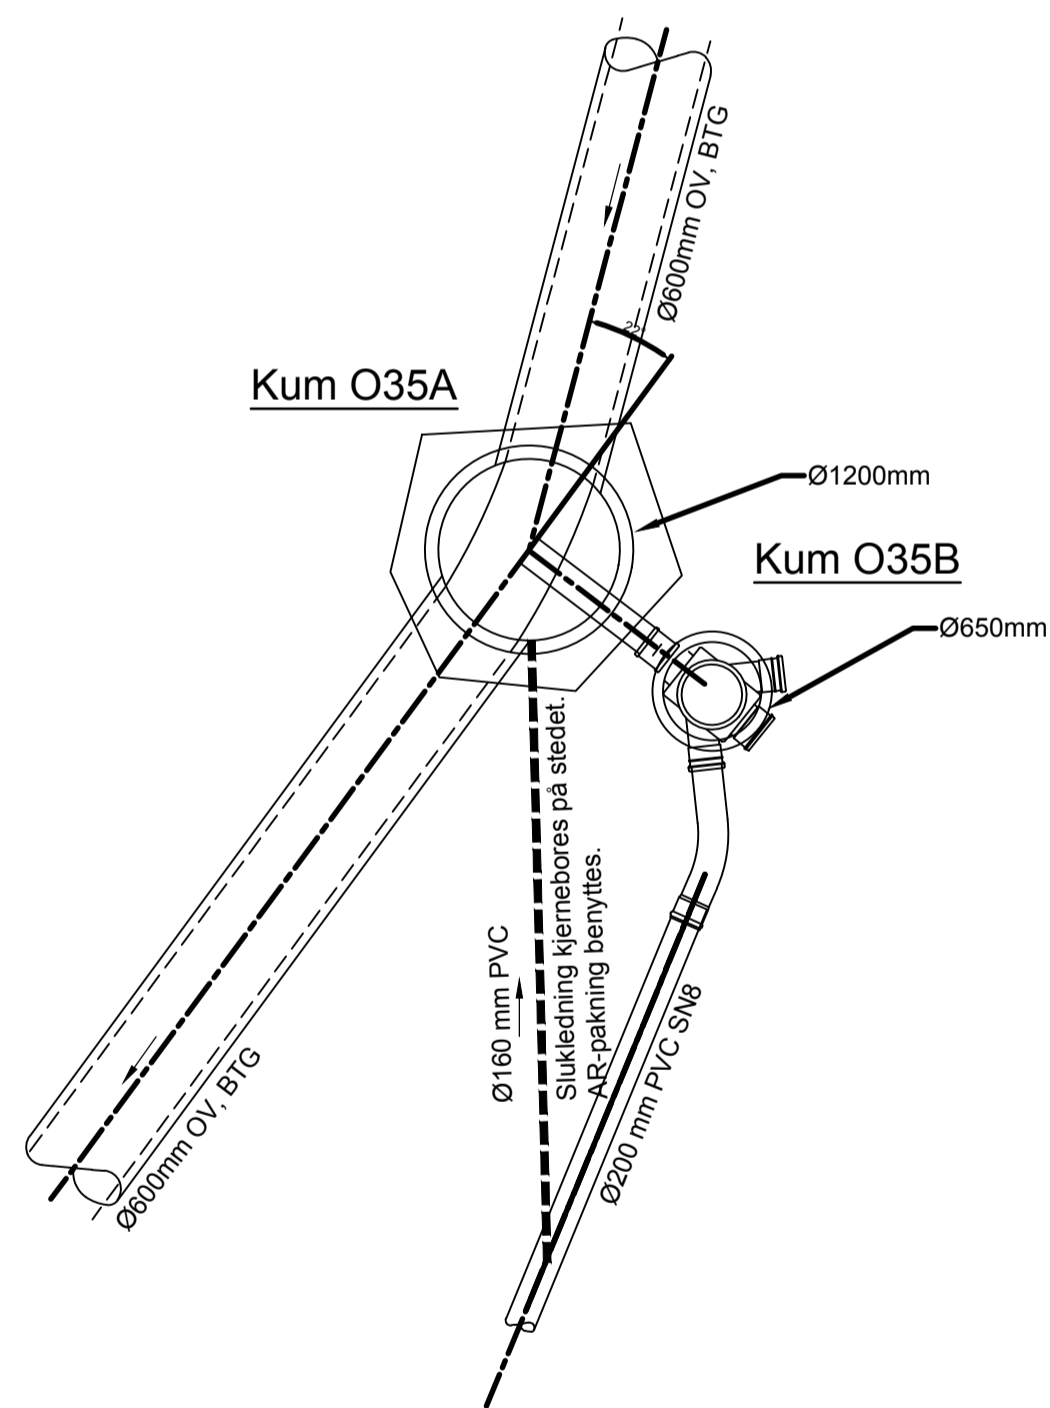 Ø600mm OV, BTG
22°
Kum O35A
Ø1200mm
Kum O35B
Ø650mm
Slukledning kjernebores på stedet.
AR-pakning benyttes.
Ø160 mm PVC
Ø200 mm PVC SN8
Ø600mm OV, BTG